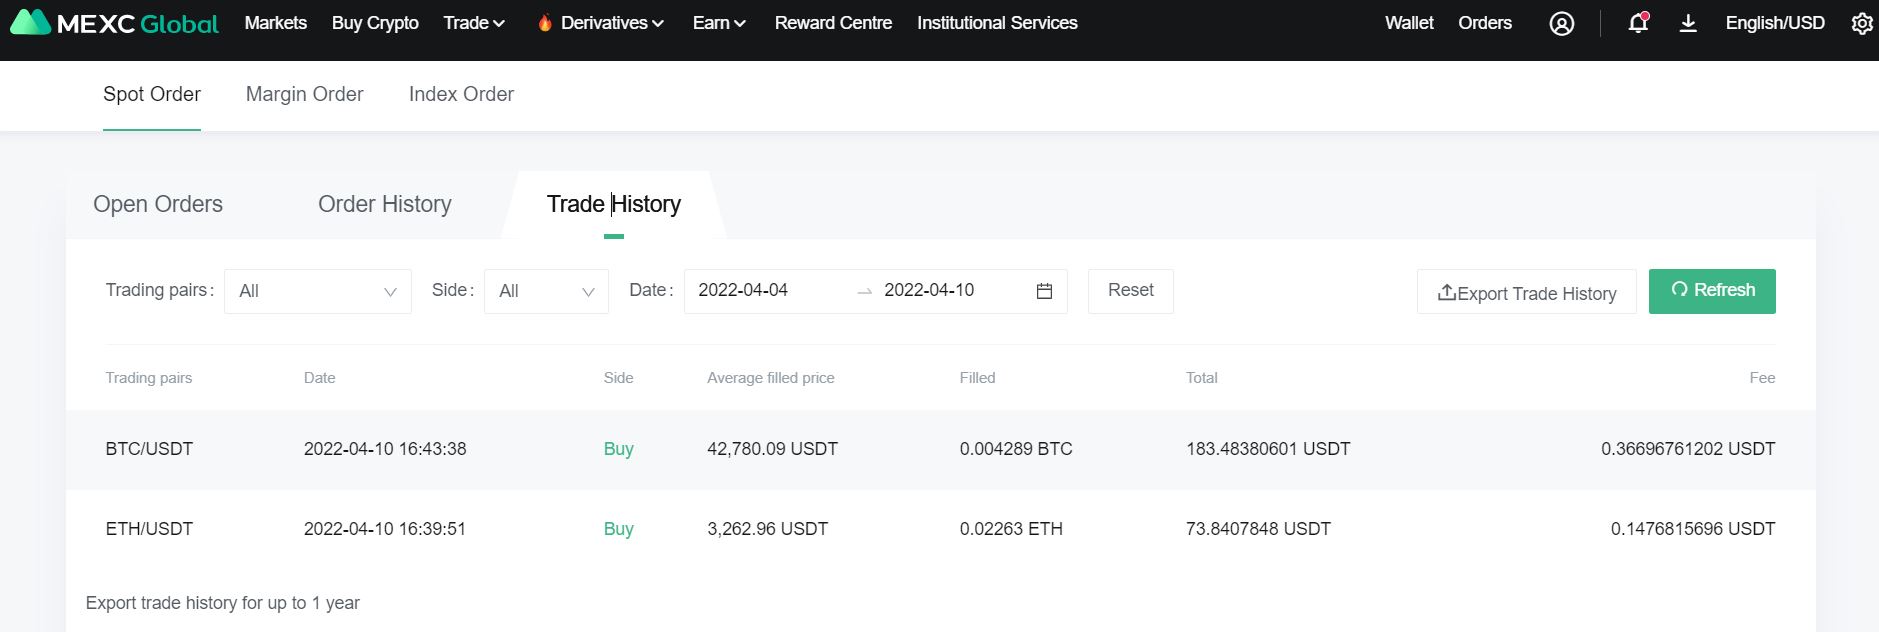 MEXC Global Markets Buy Crypto Trade Derivatives Earn Reward Centre Institutional Services Wallet Orders English/USD
Spot Order Margin Order Index Order
Open Orders Order History Trade History
Trading pairs: All Side: All Date: 2022-04-04 → 2022-04-10 Reset Export Trade History Refresh
Trading pairs Date Side Average filled price Filled Total Fee
BTC/USDT 2022-04-10 16:43:38 Buy 42,780.09 USDT 0.004289 BTC 183.48380601 USDT 0.36696761202 USDT
ETH/USDT 2022-04-10 16:39:51 Buy 3,262.96 USDT 0.02263 ETH 73.8407848 USDT 0.1476815696 USDT
Export trade history for up to 1 year